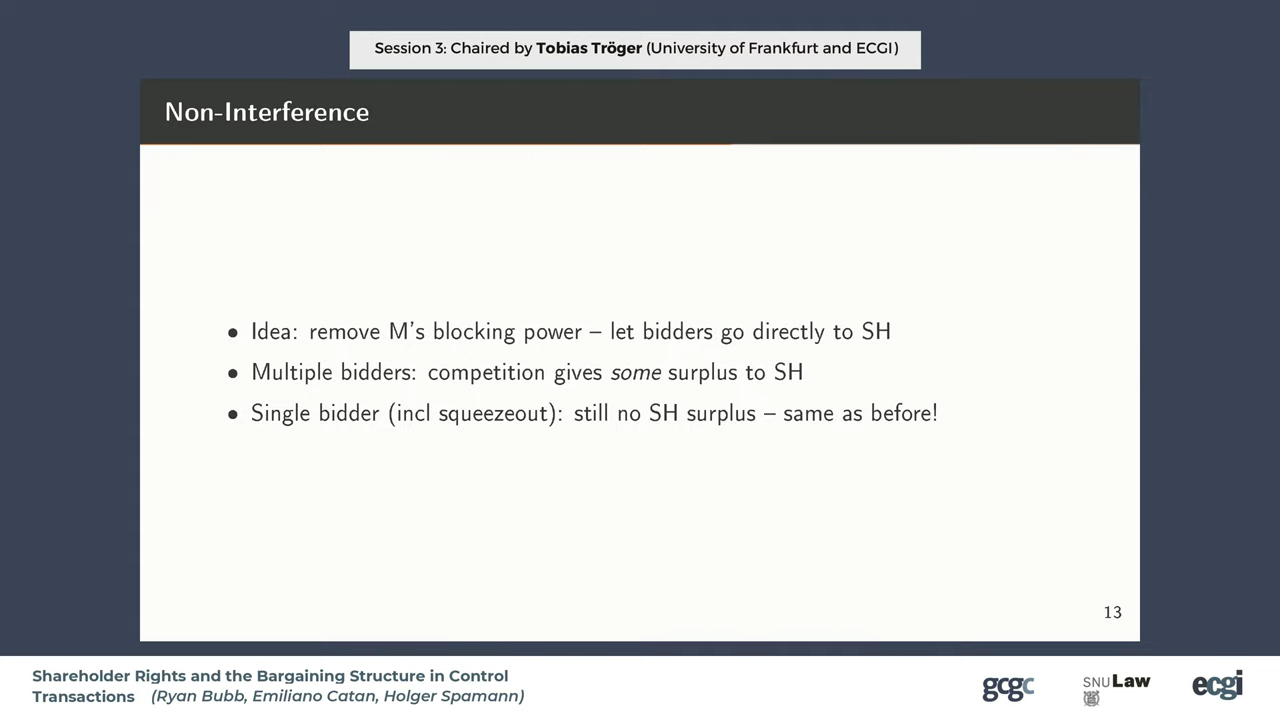 Session 3: Chaired by Tobias Tröger (University of Frankfurt and ECGI)
Non-Interference
• Idea: remove M's blocking power – let bidders go directly to SH
• Multiple bidders: competition gives some surplus to SH
• Single bidder (incl squeezeout): still no SH surplus – same as before!
13
Shareholder Rights and the Bargaining Structure in Control
Transactions (Ryan Bubb, Emiliano Catan, Holger Spamann)
gcgc
SNU Law
ecgi